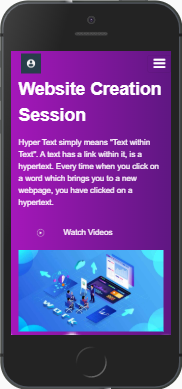 Website Creation
Session
Hyper Text simply means "Text within
Text". A text has a link within it, is a
hypertext. Every time when you click on
a word which brings you to a new
webpage, you have clicked on a
hypertext.
Watch Videos
work